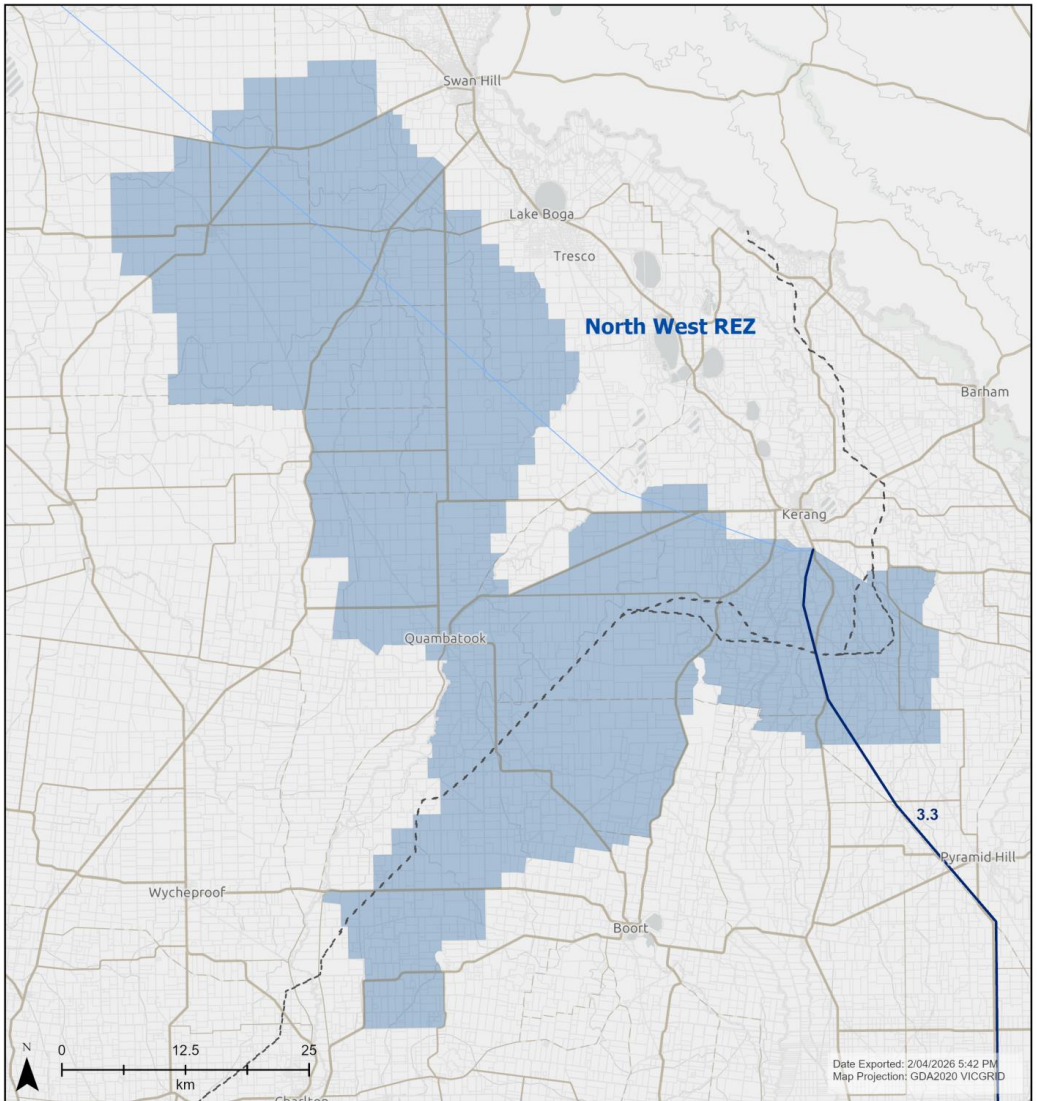 Swan Hill
Lake Boga
Tresco
North West REZ
Barham
Kerang
Quambatook
3.3
Pyramid Hill
Wycheproof
Boort
N
0 12.5 25
km
Charlton
Date Exported: 2/04/2026 5:42 PM
Map Projection: GDA2020 VICGRID